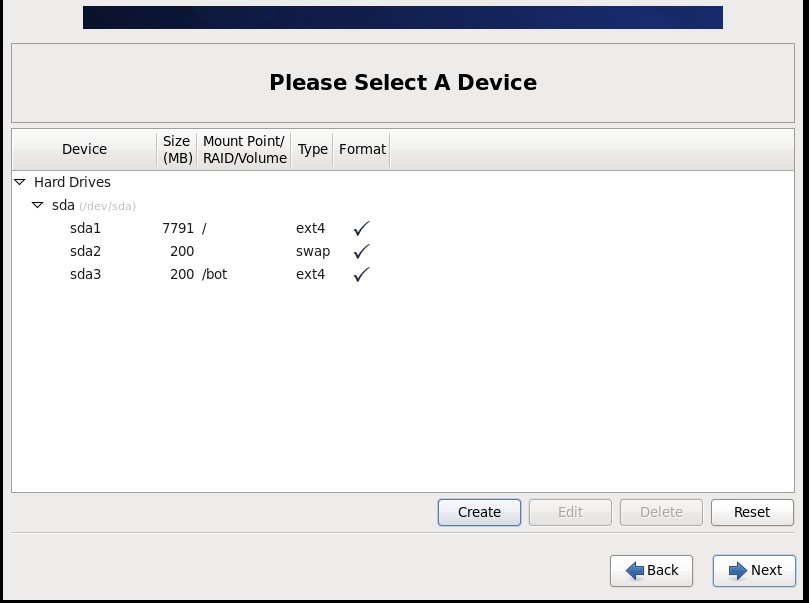 Please Select A Device
Device Size (MB) Mount Point/ RAID/Volume Type Format
Hard Drives
sda (/dev/sda)
sda1 7791 / ext4
sda2 200 swap
sda3 200 /bot ext4
Create Edit Delete Reset
Back Next